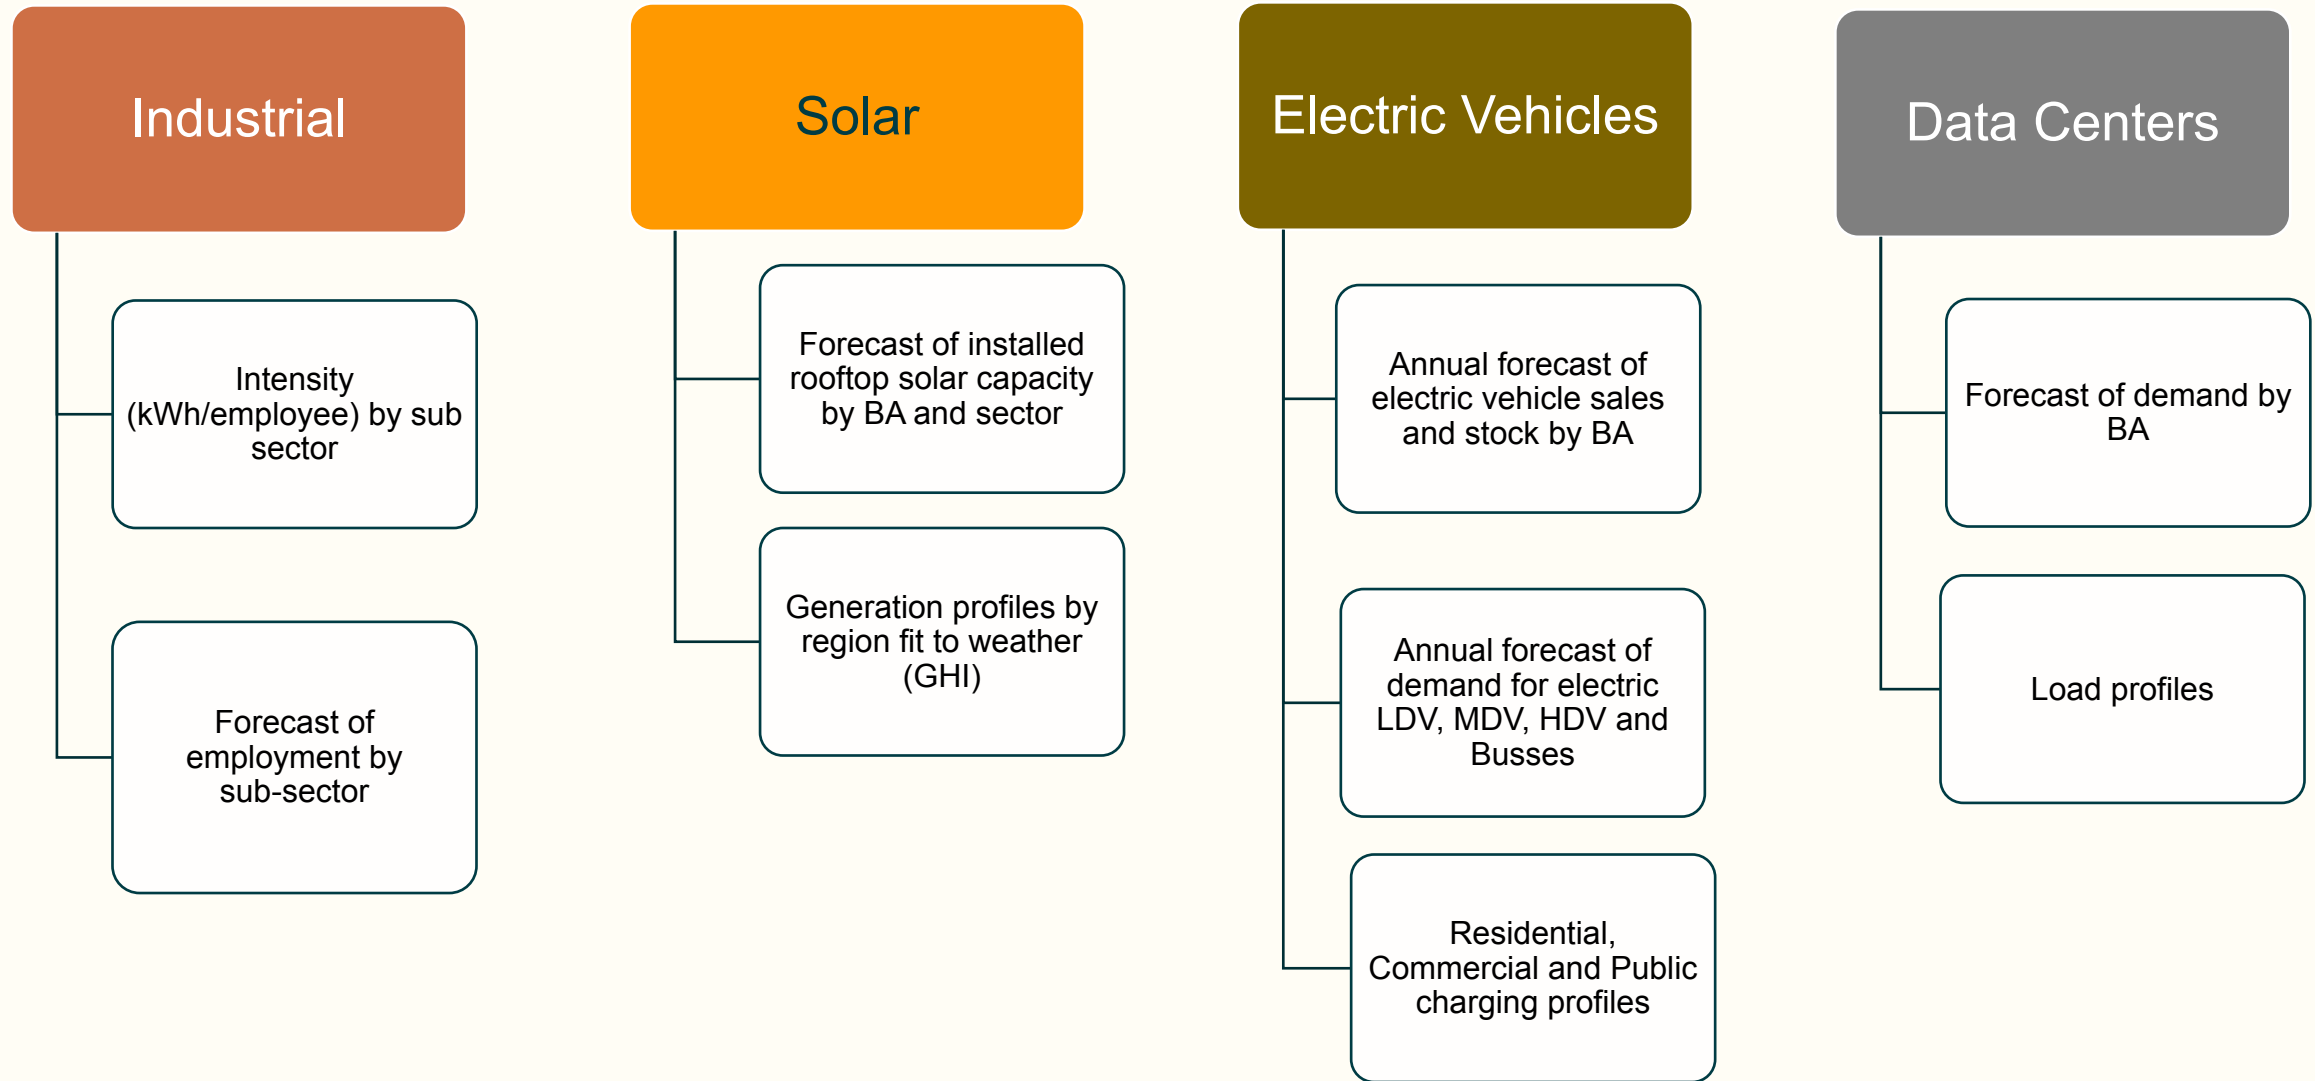 Industrial
Intensity
(kWh/employee) by sub
sector
Forecast of
employment by
sub-sector
Solar
Forecast of installed
rooftop solar capacity
by BA and sector
Generation profiles by
region fit to weather
(GHI)
Electric Vehicles
Annual forecast of
electric vehicle sales
and stock by BA
Annual forecast of
demand for electric
LDV, MDV, HDV and
Busses
Residential,
Commercial and Public
charging profiles
Data Centers
Forecast of demand by
BA
Load profiles